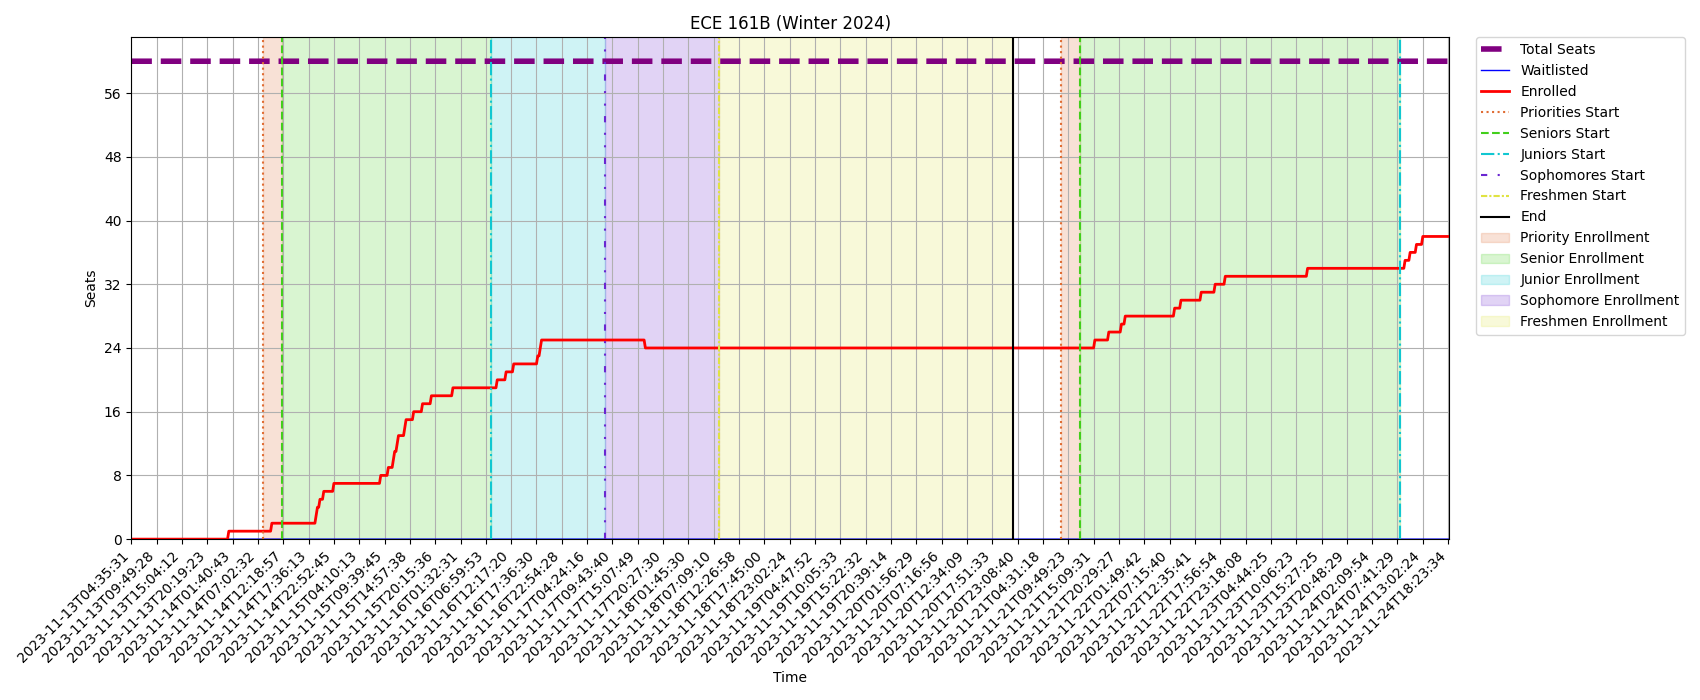 ECE 161B (Winter 2024)
Total Seats
Waitlisted
Enrolled
Priorities Start
Seniors Start
Juniors Start
Sophomores Start
Freshmen Start
End
Priority Enrollment
Senior Enrollment
Junior Enrollment
Sophomore Enrollment
Freshmen Enrollment
Seats
56
48
40
32
24
16
8
0
2023-11-13T04:35:31
2023-11-13T09:49:28
2023-11-13T15:04:12
2023-11-13T20:19:23
2023-11-14T01:40:43
2023-11-14T07:02:32
2023-11-14T12:18:57
2023-11-14T17:36:13
2023-11-14T22:52:45
2023-11-15T04:10:13
2023-11-15T09:39:45
2023-11-15T14:57:38
2023-11-15T20:15:36
2023-11-16T01:32:31
2023-11-16T06:59:53
2023-11-16T12:17:20
2023-11-16T17:36:30
2023-11-16T22:54:28
2023-11-17T04:24:16
2023-11-17T09:43:40
2023-11-17T15:07:49
2023-11-17T20:27:30
2023-11-18T01:45:30
2023-11-18T07:09:10
2023-11-18T12:26:58
2023-11-18T17:45:00
2023-11-18T23:02:24
2023-11-19T04:47:52
2023-11-19T10:05:33
2023-11-19T15:22:32
2023-11-19T20:39:14
2023-11-20T01:56:29
2023-11-20T07:16:56
2023-11-20T12:34:09
2023-11-20T17:51:33
2023-11-20T23:08:40
2023-11-21T04:31:18
2023-11-21T09:49:23
2023-11-21T15:09:31
2023-11-21T20:29:27
2023-11-22T01:49:42
2023-11-22T07:15:40
2023-11-22T12:35:41
2023-11-22T17:56:54
2023-11-22T23:18:08
2023-11-23T04:44:25
2023-11-23T10:06:23
2023-11-23T15:27:25
2023-11-23T20:48:29
2023-11-24T02:09:54
2023-11-24T07:41:29
2023-11-24T13:02:24
2023-11-24T18:23:34
Time